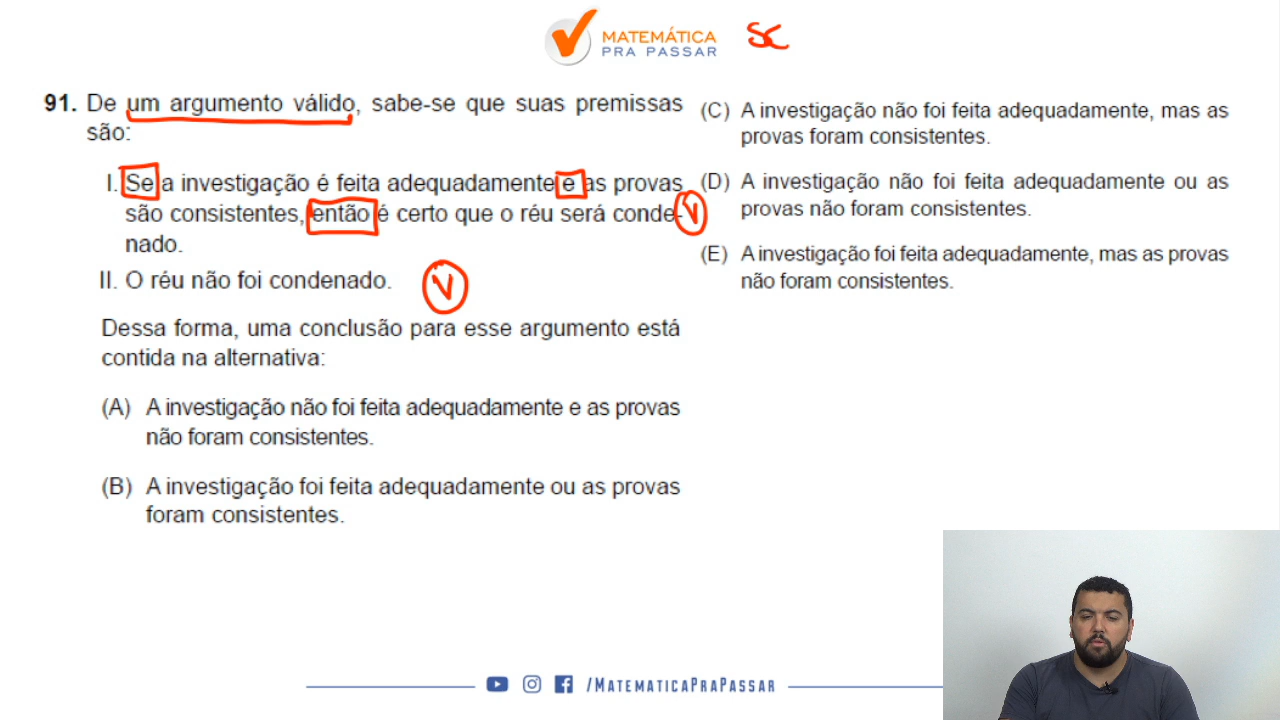 MATEMÁTICA
PRA PASSAR
SC
91. De um argumento válido, sabe-se que suas premissas
são:
I. Se a investigação é feita adequadamente e as provas
são consistentes, então é certo que o réu será conde-
nado.
V
II. O réu não foi condenado.
V
Dessa forma, uma conclusão para esse argumento está
contida na alternativa:
(A) A investigação não foi feita adequadamente e as provas
não foram consistentes.
(B) A investigação foi feita adequadamente ou as provas
foram consistentes.
(C) A investigação não foi feita adequadamente, mas as
provas foram consistentes.
(D) A investigação não foi feita adequadamente ou as
provas não foram consistentes.
(E) A investigação foi feita adequadamente, mas as provas
não foram consistentes.
/MATEMATICAPRAPASSAR